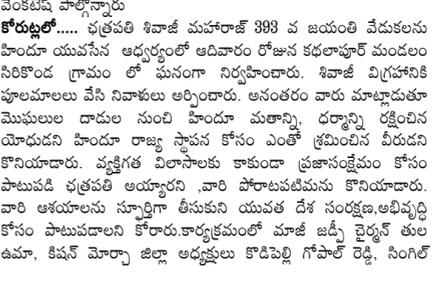 వెంకటేష్ పాల్గొన్నారు
కోరుట్లలో..... ఛత్రపతి శివాజీ మహారాజ్ 393 వ జయంతి వేడుకలను
హిందూ యువసేన ఆధ్వర్యంలో ఆదివారం రోజున కథలాపూర్ మండలం
సిరికొండ గ్రామం లో ఘనంగా నిర్వహించారు. శివాజీ విగ్రహానికి
పూలమాలలు వేసి నివాళులు అర్పించారు. అనంతరం వారు మాట్లాడుతూ
మొఘలుల దాడుల నుంచి హిందూ మతాన్ని, ధర్మాన్ని రక్షించిన
యోధుడని హిందూ రాజ్య స్థాపన కోసం ఎంతో శ్రమించిన వీరుడని
కొనియాడారు. వ్యక్తిగత విలాసాలకు కాకుండా ప్రజాసంక్షేమం కోసం
పాటుపడి ఛత్రపతి అయ్యారని ,వారి పోరాటపటిమను కొనియాడారు.
వారి ఆశయాలను స్ఫూర్తిగా తీసుకుని యువత దేశ సంరక్షణ,అభివృద్ధి
కోసం పాటుపడాలని కోరారు.కార్యక్రమంలో మాజీ జడ్పీ చైర్మన్ తుల
ఉమా, కిషన్ మోర్చా జిల్లా అధ్యక్షులు కొడిపెల్లి గోపాల్ రెడ్డి, సింగిల్